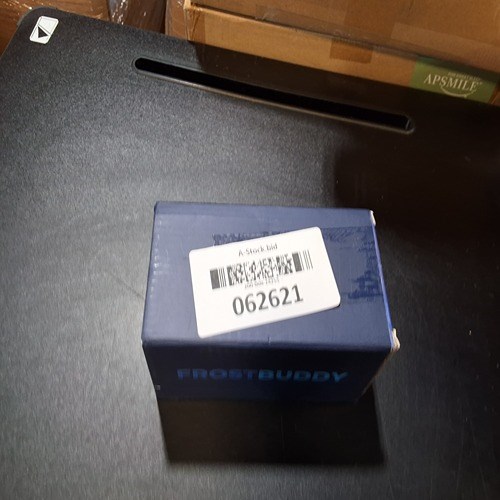 APSMILE
A-Stock.bid
062621
FROSTBUDDY